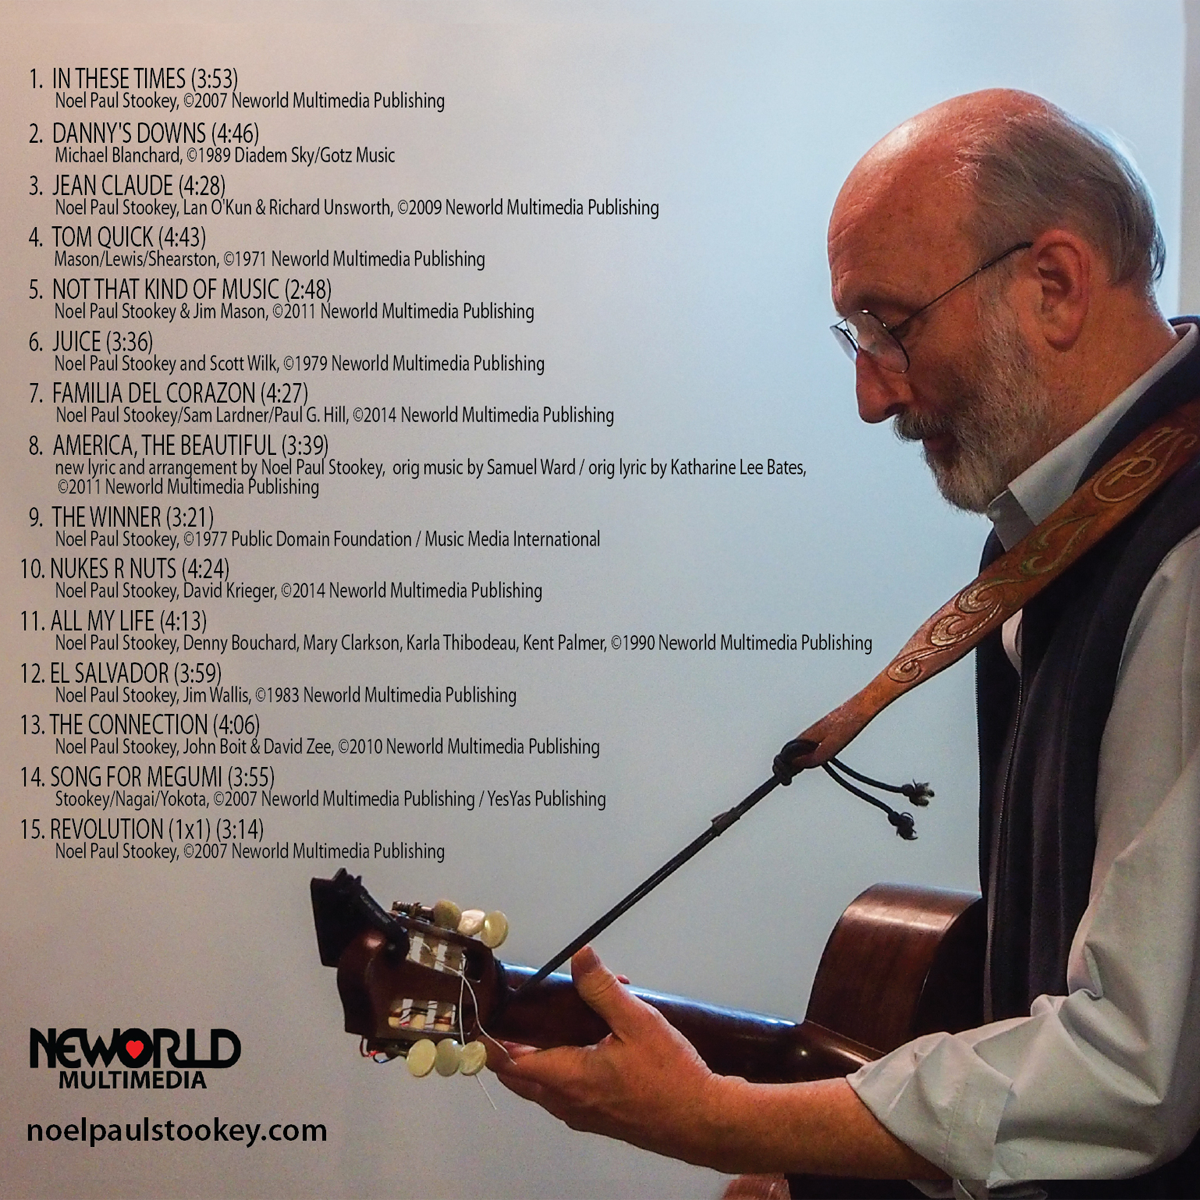 1. IN THESE TIMES (3:53)
Noel Paul Stookey, ©2007 Neworld Multimedia Publishing
2. DANNY'S DOWNS (4:46)
Michael Blanchard, ©1989 Diadem Sky/Gotz Music
3. JEAN CLAUDE (4:28)
Noel Paul Stookey, Lan O'Kun & Richard Unsworth, ©2009 Neworld Multimedia Publishing
4. TOM QUICK (4:43)
Mason/Lewis/Shearston, ©1971 Neworld Multimedia Publishing
5. NOT THAT KIND OF MUSIC (2:48)
Noel Paul Stookey & Jim Mason, ©2011 Neworld Multimedia Publishing
6. JUICE (3:36)
Noel Paul Stookey and Scott Wilk, ©1979 Neworld Multimedia Publishing
7. FAMILIA DEL CORAZON (4:27)
Noel Paul Stookey/Sam Lardner/Paul G. Hill, ©2014 Neworld Multimedia Publishing
8. AMERICA, THE BEAUTIFUL (3:39)
new lyric and arrangement by Noel Paul Stookey, orig music by Samuel Ward / orig lyric by Katharine Lee Bates,
©2011 Neworld Multimedia Publishing
9. THE WINNER (3:21)
Noel Paul Stookey, ©1977 Public Domain Foundation / Music Media International
10. NUKES R NUTS (4:24)
Noel Paul Stookey, David Krieger, ©2014 Neworld Multimedia Publishing
11. ALL MY LIFE (4:13)
Noel Paul Stookey, Denny Bouchard, Mary Clarkson, Karla Thibodeau, Kent Palmer, ©1990 Neworld Multimedia Publishing
12. EL SALVADOR (3:59)
Noel Paul Stookey, Jim Wallis, ©1983 Neworld Multimedia Publishing
13. THE CONNECTION (4:06)
Noel Paul Stookey, John Boit & David Zee, ©2010 Neworld Multimedia Publishing
14. SONG FOR MEGUMI (3:55)
Stookey/Nagai/Yokota, ©2007 Neworld Multimedia Publishing / YesYas Publishing
15. REVOLUTION (1x1) (3:14)
Noel Paul Stookey, ©2007 Neworld Multimedia Publishing
NEWORLD
MULTIMEDIA
noelpaulstookey.com